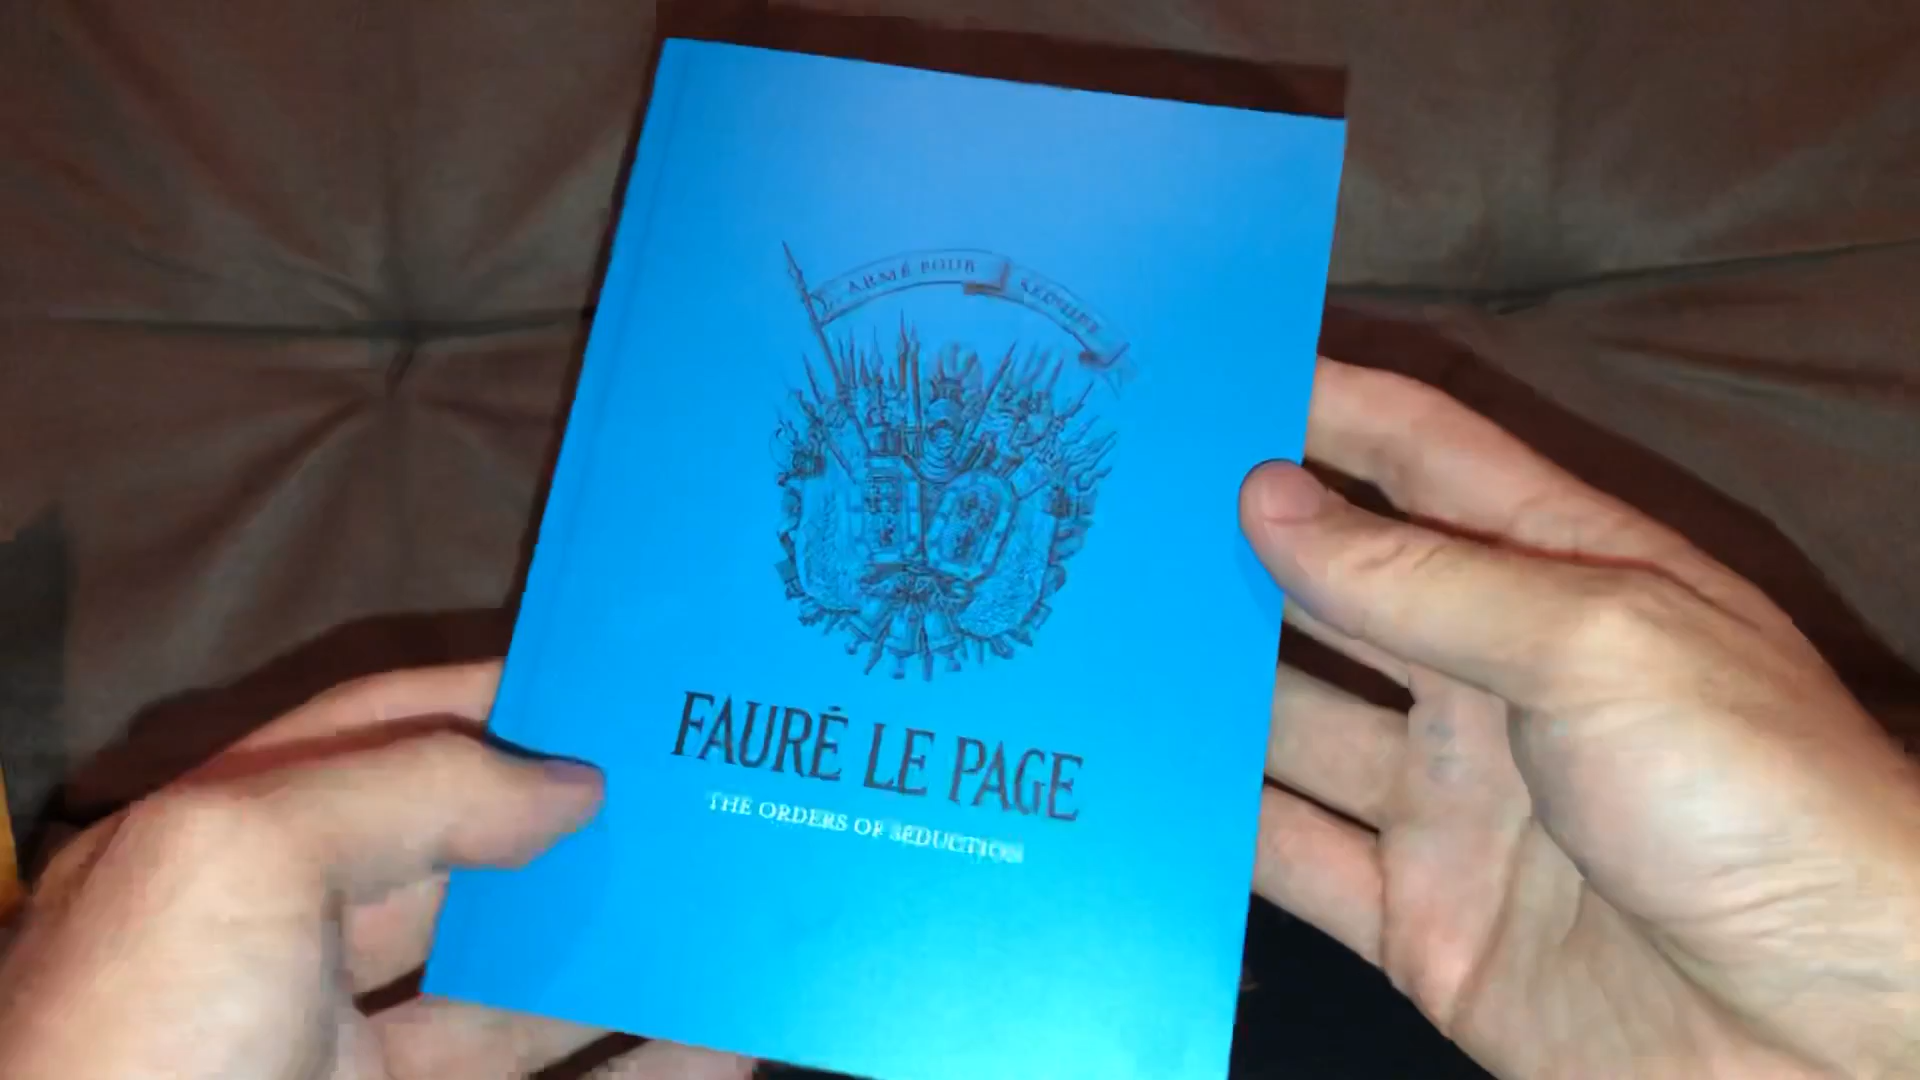 ARMÉ POUR SÉDUIRE
FAURÉ LE PAGE
THE ORDERS OF SEDUCTION